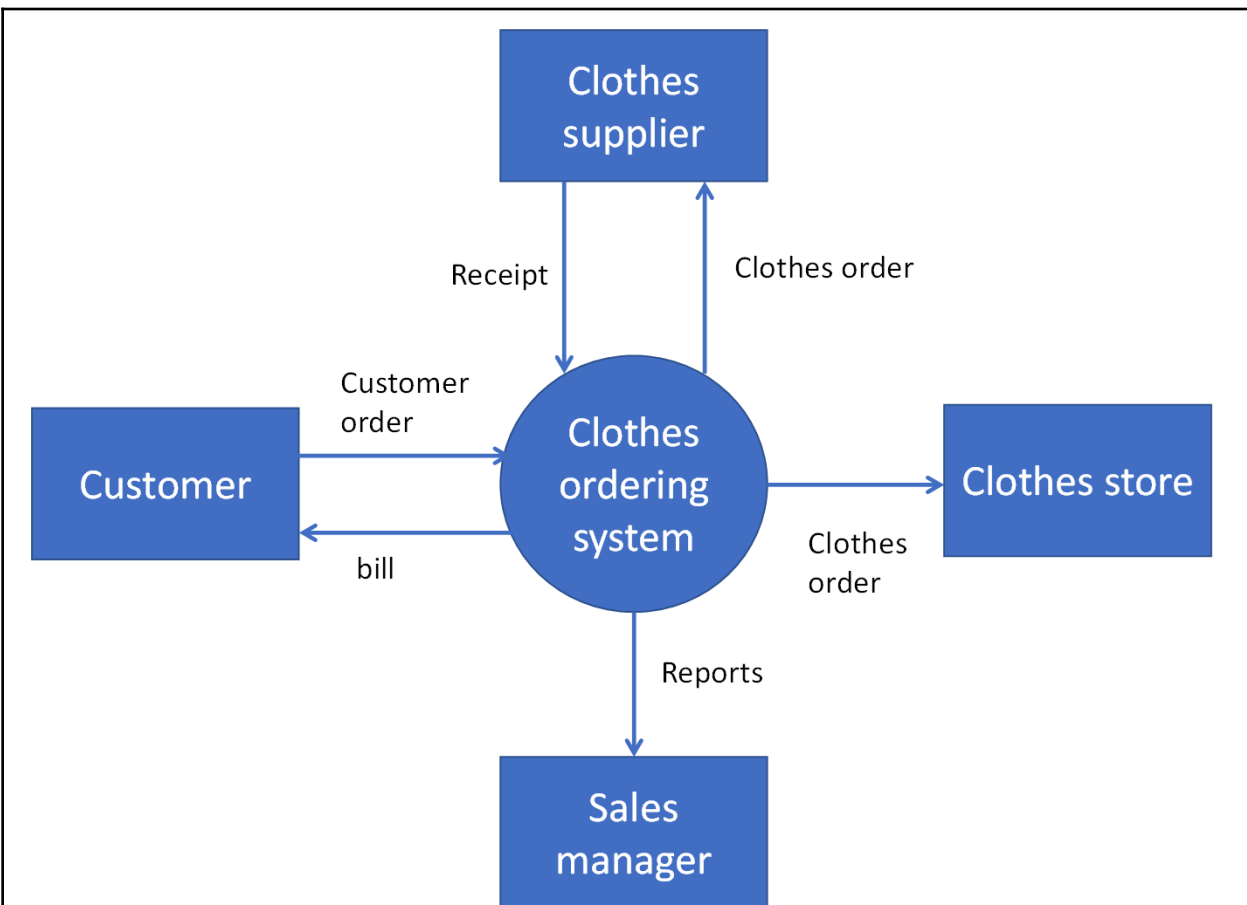 Clothes
supplier
Receipt
Clothes order
Customer
order
Customer
Clothes
ordering
system
Clothes store
bill
Clothes
order
Reports
Sales
manager